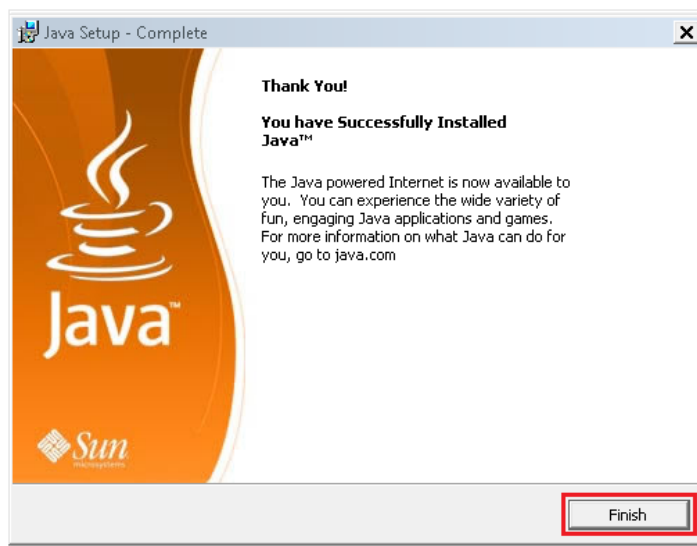 Java Setup - Complete
Thank You!
You have Successfully Installed
Java™
The Java powered Internet is now available to
you. You can experience the wide variety of
fun, engaging Java applications and games.
For more information on what Java can do for
you, go to java.com
Java™
Sun
microsystems
Finish